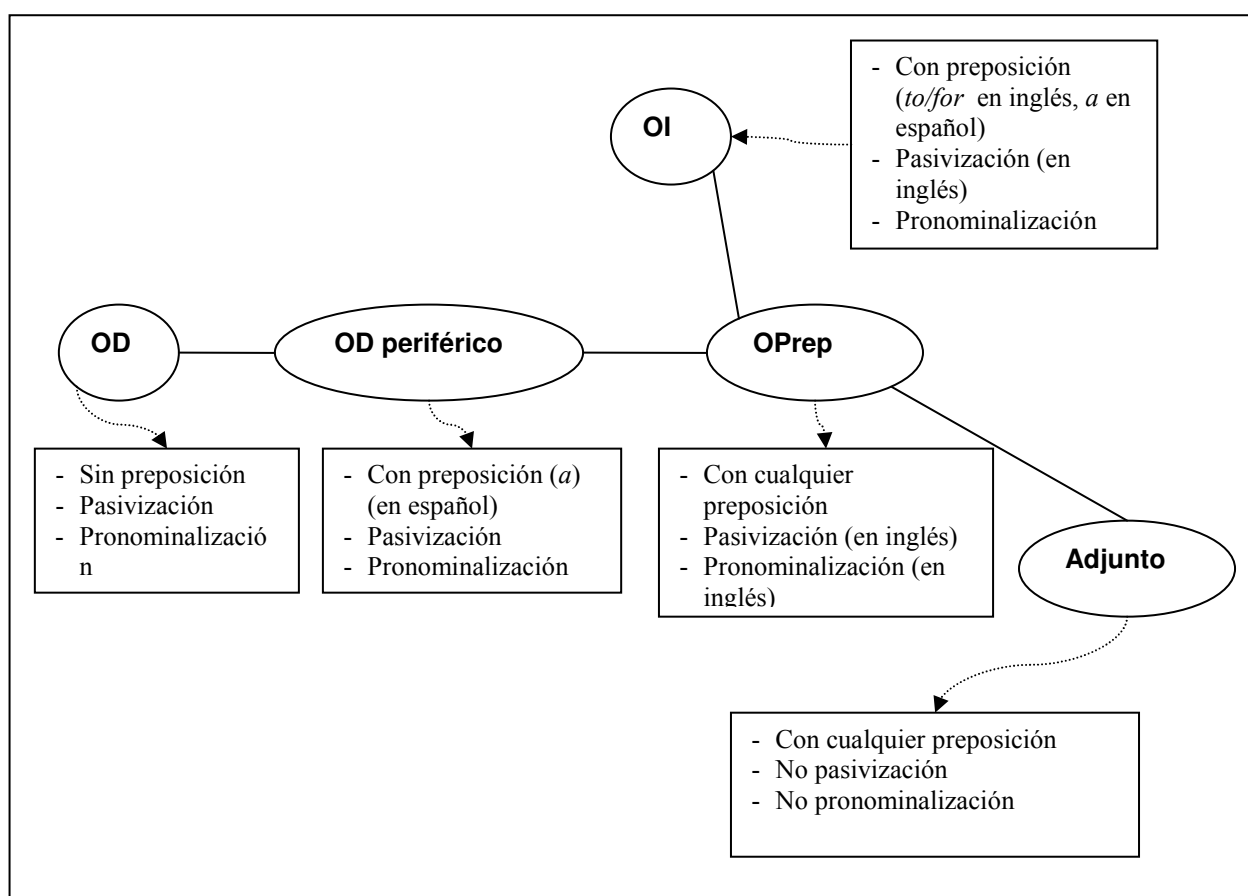 - Con preposición
(to/for en inglés, a en
español)
- Pasivización (en
inglés)
- Pronominalización
OI
OD
OD periférico
OPrep
- Sin preposición
- Pasivización
- Pronominalizació
n
- Con preposición (a)
(en español)
- Pasivización
- Pronominalización
- Con cualquier
preposición
- Pasivización (en inglés)
- Pronominalización (en
inglés)
Adjunto
- Con cualquier preposición
- No pasivización
- No pronominalización